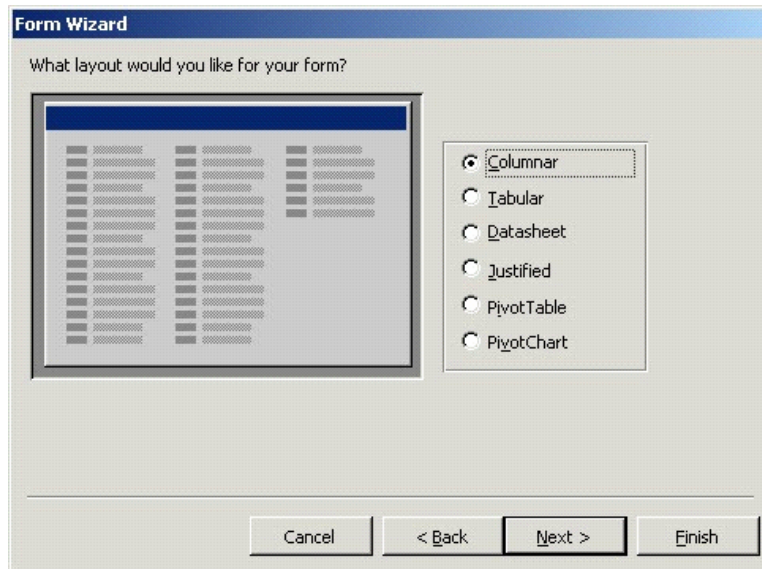 Form Wizard
What layout would you like for your form?
Columnar
Tabular
Datasheet
Justified
PivotTable
PivotChart
Cancel
< Back
Next >
Finish